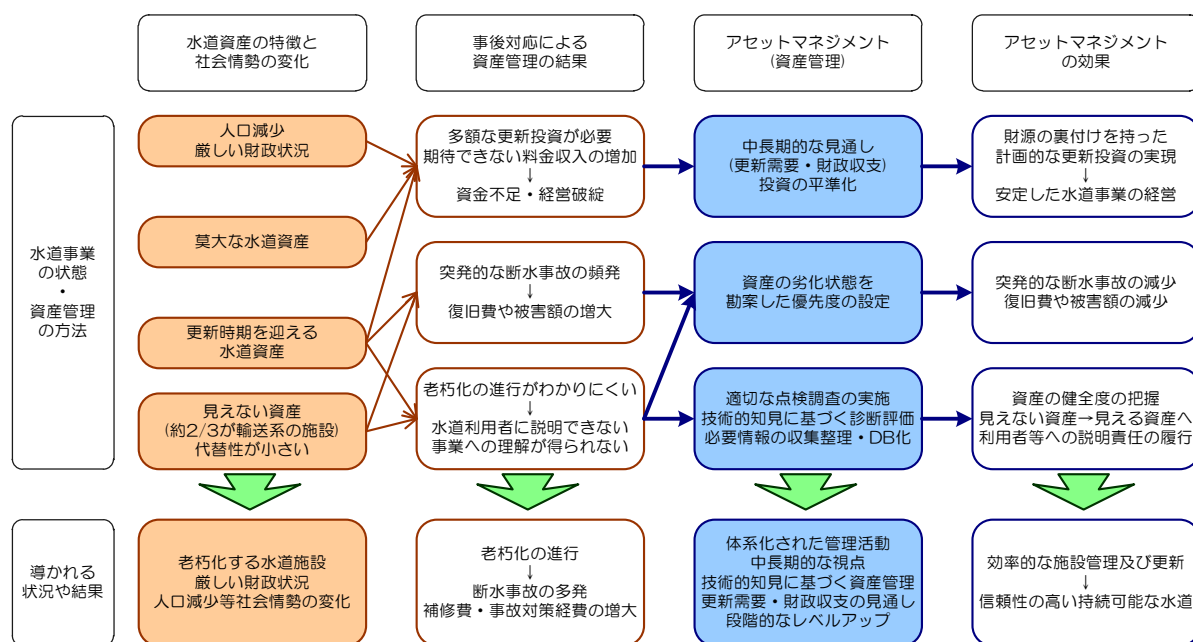 水道資産の特徴と
社会情勢の変化
事後対応による
資産管理の結果
アセットマネジメント
(資産管理)
アセットマネジメント
の効果
水道事業
の状態
・
資産管理
の方法
人口減少
厳しい財政状況
莫大な水道資産
更新時期を迎える
水道資産
見えない資産
(約2/3が輸送系の施設)
代替性が小さい
多額な更新投資が必要
期待できない料金収入の増加
↓
資金不足・経営破綻
突発的な断水事故の頻発
↓
復旧費や被害額の増大
老朽化の進行がわかりにくい
↓
水道利用者に説明できない
事業への理解が得られない
中長期的な見通し
(更新需要・財政収支)
投資の平準化
資産の劣化状態を
勘案した優先度の設定
適切な点検調査の実施
技術的知見に基づく診断評価
必要情報の収集整理・DB化
財源の裏付けを持った
計画的な更新投資の実現
↓
安定した水道事業の経営
突発的な断水事故の減少
復旧費や被害額の減少
資産の健全度の把握
見えない資産→見える資産へ
利用者等への説明責任の履行
導かれる
状況や結果
老朽化する水道施設
厳しい財政状況
人口減少等社会情勢の変化
老朽化の進行
↓
断水事故の多発
補修費・事故対策経費の増大
体系化された管理活動
中長期的な視点
技術的知見に基づく資産管理
更新需要・財政収支の見通し
段階的なレベルアップ
効率的な施設管理及び更新
↓
信頼性の高い持続可能な水道